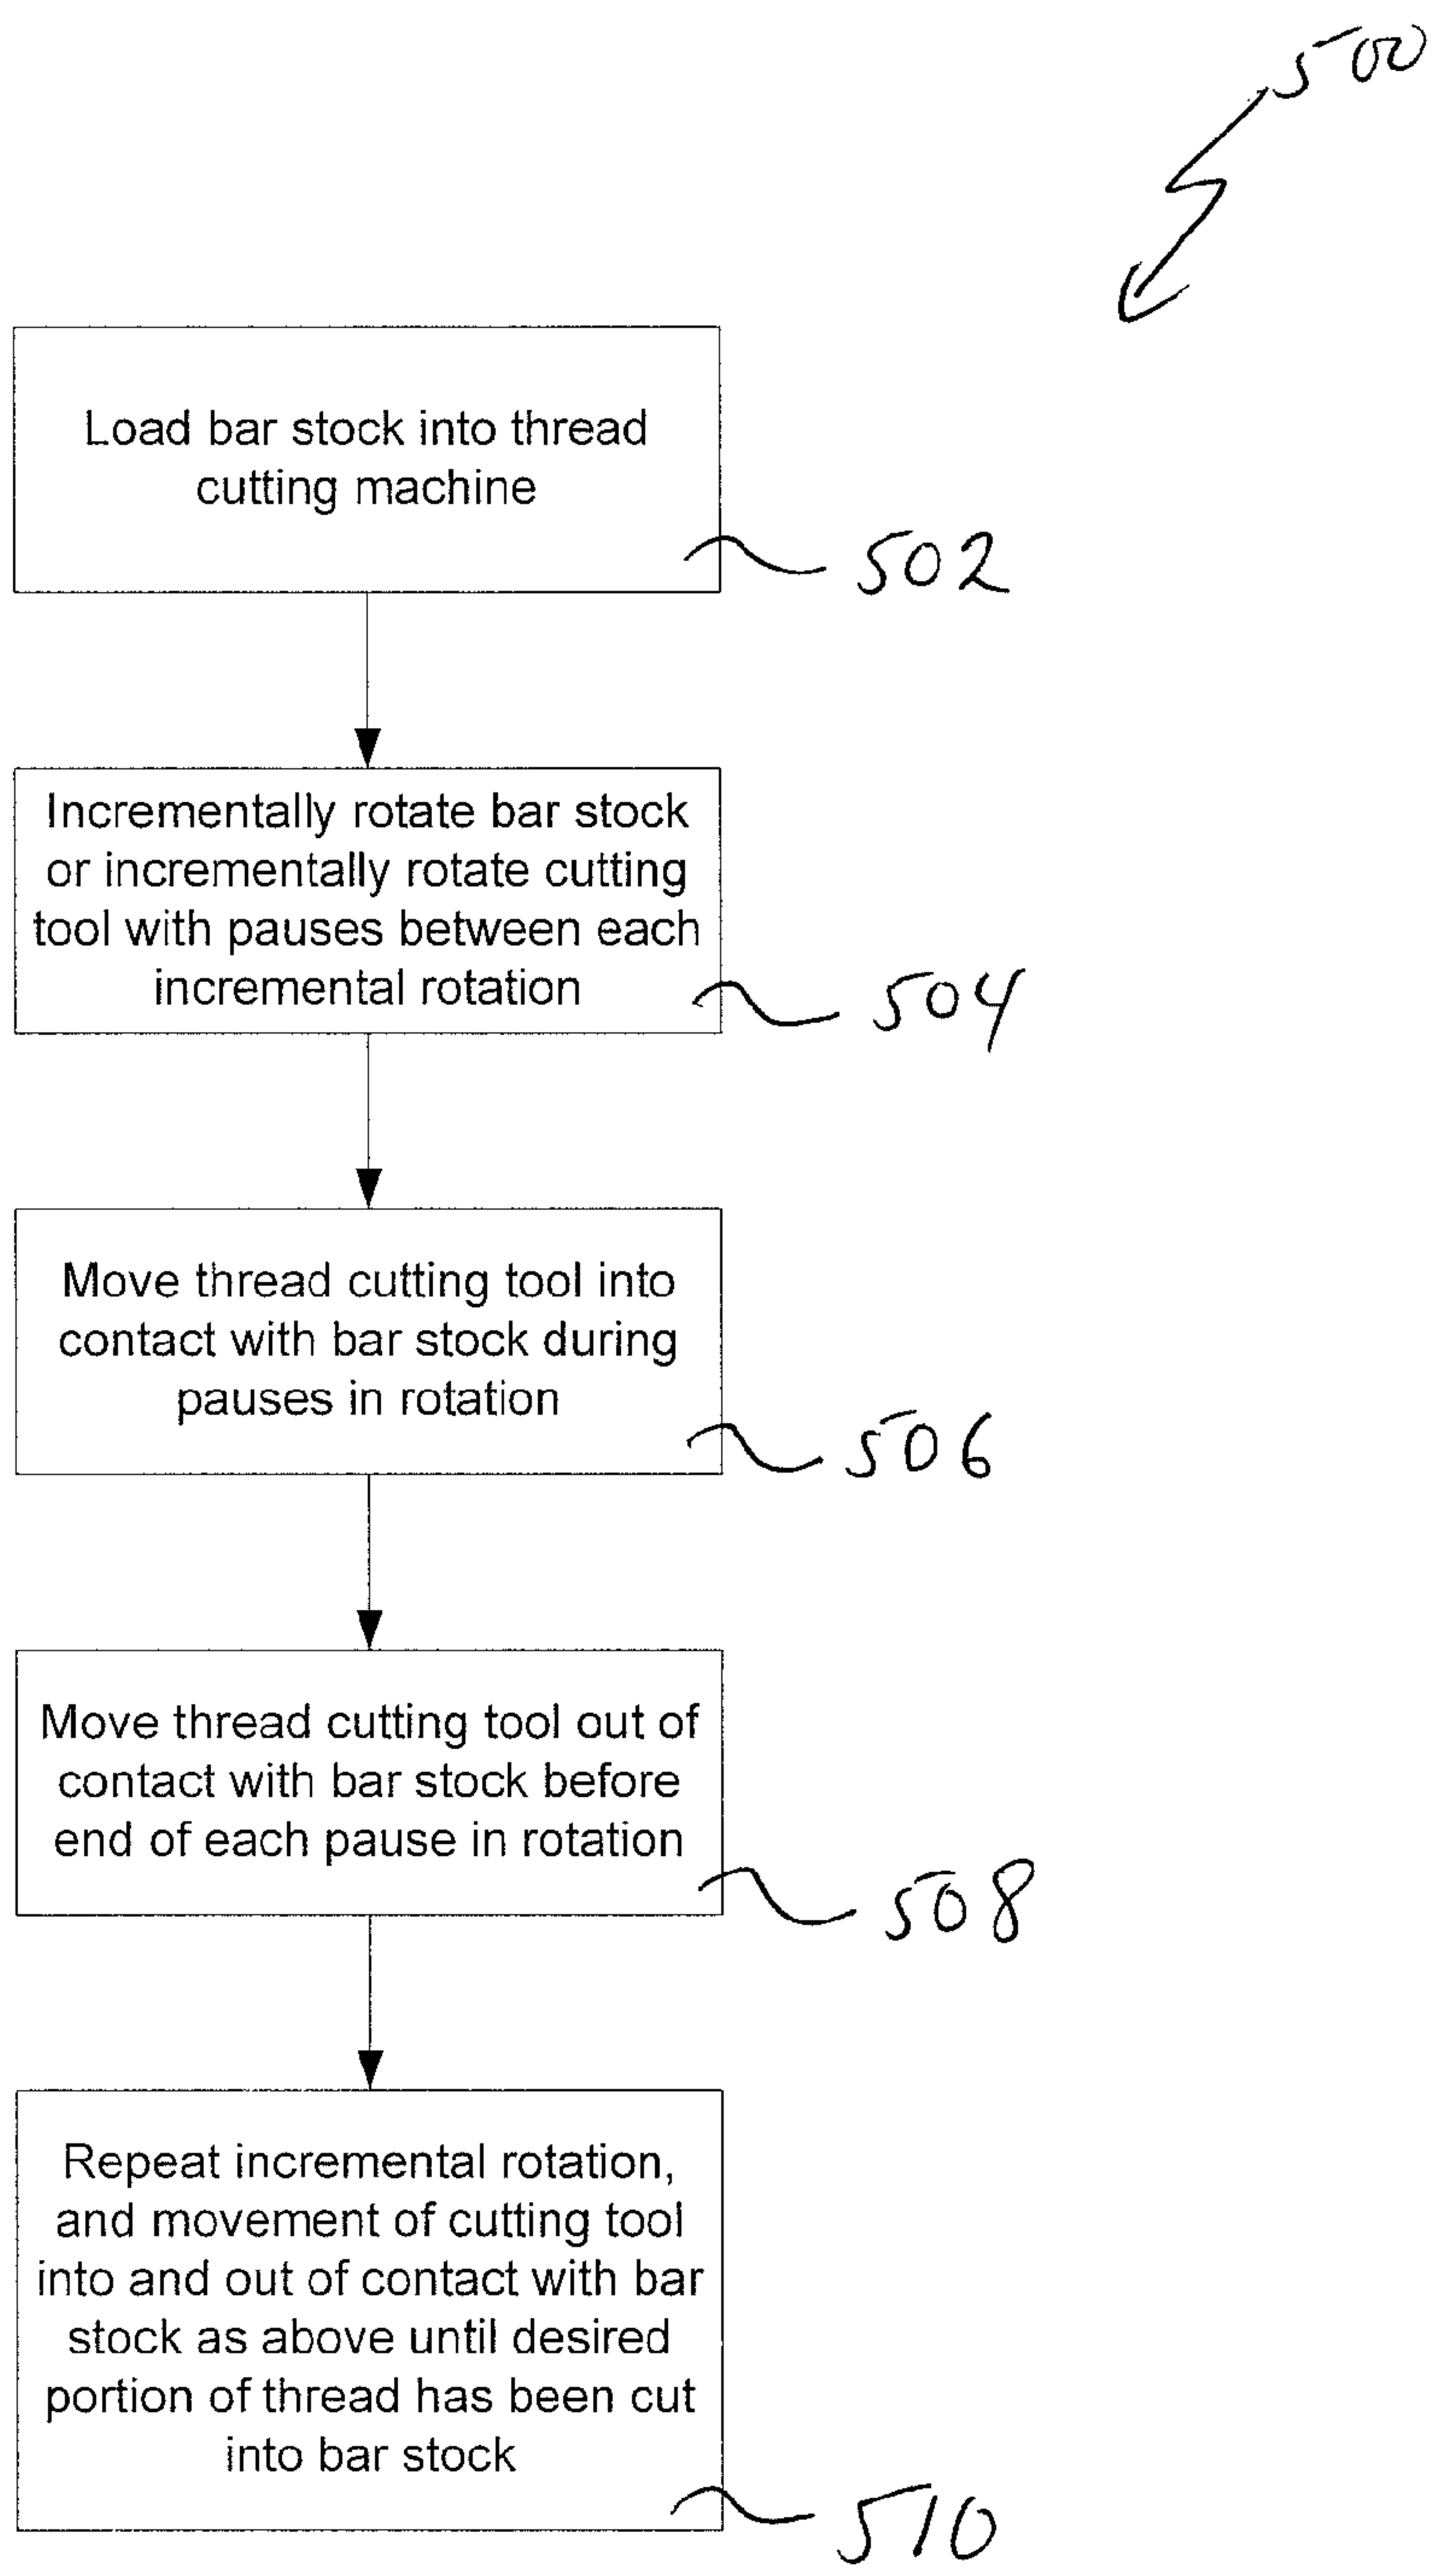 500
Load bar stock into thread
cutting machine
502
Incrementally rotate bar stock
or incrementally rotate cutting
tool with pauses between each
incremental rotation
504
Move thread cutting tool into
contact with bar stock during
pauses in rotation
506
Move thread cutting tool out of
contact with bar stock before
end of each pause in rotation
508
Repeat incremental rotation,
and movement of cutting tool
into and out of contact with bar
stock as above until desired
portion of thread has been cut
into bar stock
510